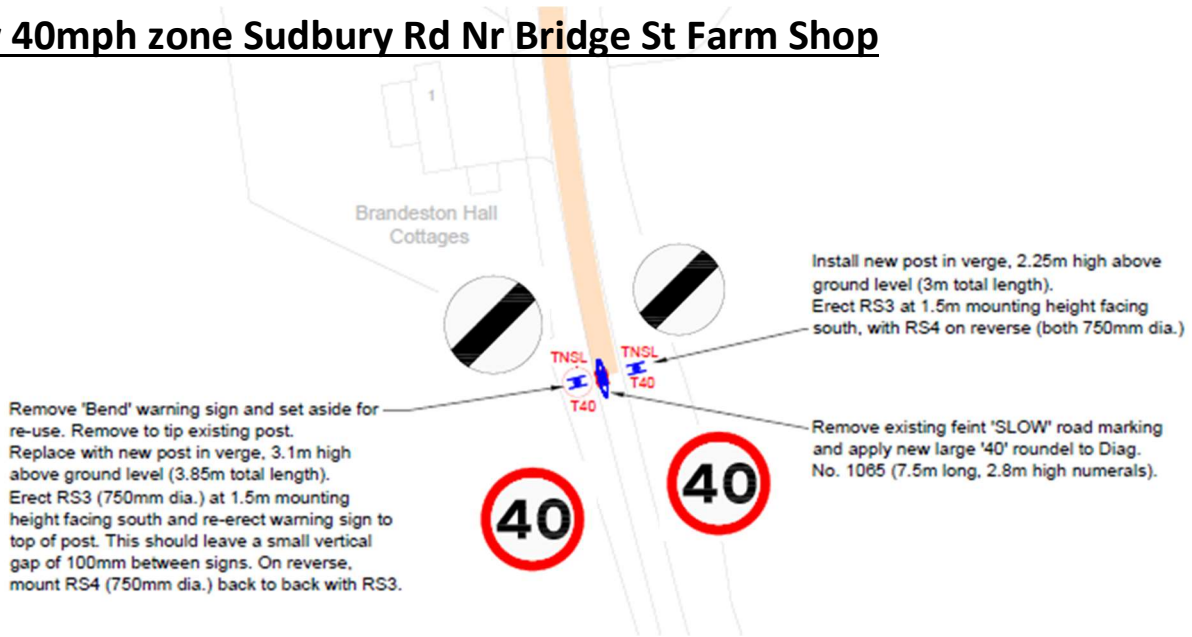 40mph zone Sudbury Rd Nr Bridge St Farm Shop
1
Brandeston Hall
Cottages
Install new post in verge, 2.25m high above
ground level (3m total length).
Erect RS3 at 1.5m mounting height facing
south, with RS4 on reverse (both 750mm dia.)
TNSL
TNSL
T40
T40
Remove 'Bend' warning sign and set aside for
re-use. Remove to tip existing post.
Replace with new post in verge, 3.1m high
above ground level (3.85m total length).
Erect RS3 (750mm dia.) at 1.5m mounting
height facing south and re-erect warning sign to
top of post. This should leave a small vertical
gap of 100mm between signs. On reverse,
mount RS4 (750mm dia.) back to back with RS3.
Remove existing feint 'SLOW' road marking
and apply new large '40' roundel to Diag.
No. 1065 (7.5m long, 2.8m high numerals).
40
40